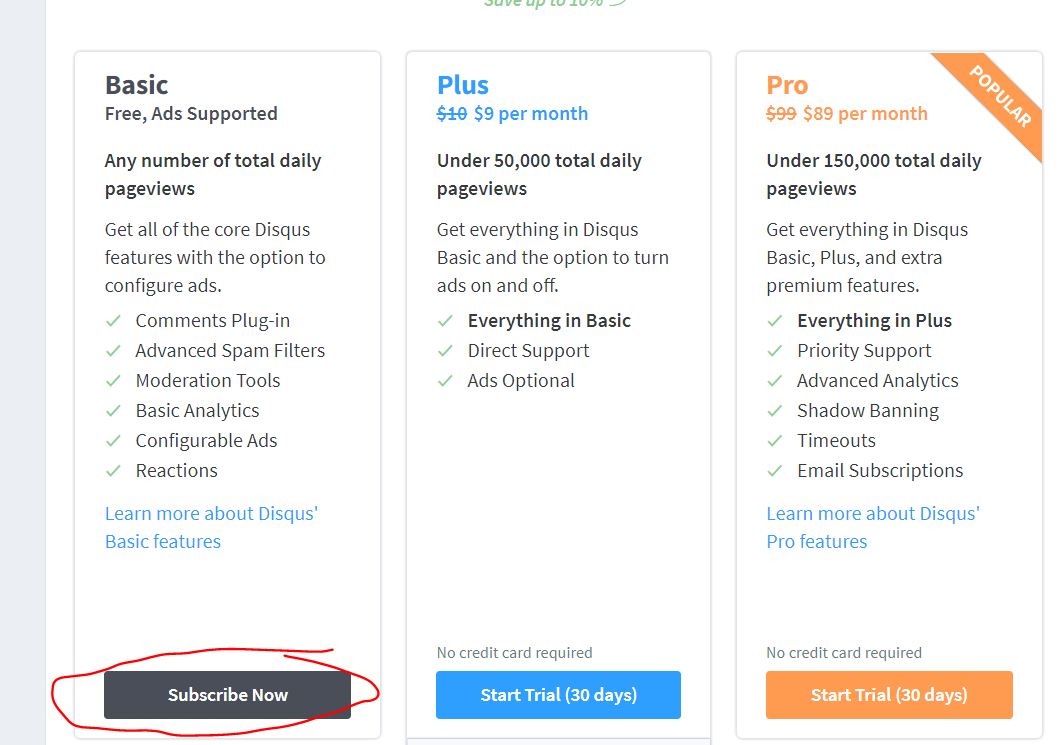 Save up to 10%
Basic
Free, Ads Supported
Any number of total daily
pageviews
Get all of the core Disqus
features with the option to
configure ads.
Comments Plug-in
Advanced Spam Filters
Moderation Tools
Basic Analytics
Configurable Ads
Reactions
Learn more about Disqus'
Basic features
Subscribe Now
Plus
$10 $9 per month
Under 50,000 total daily
pageviews
Get everything in Disqus
Basic and the option to turn
ads on and off.
Everything in Basic
Direct Support
Ads Optional
No credit card required
Start Trial (30 days)
Pro
$99 $89 per month
POPULAR
Under 150,000 total daily
pageviews
Get everything in Disqus
Basic, Plus, and extra
premium features.
Everything in Plus
Priority Support
Advanced Analytics
Shadow Banning
Timeouts
Email Subscriptions
Learn more about Disqus'
Pro features
No credit card required
Start Trial (30 days)